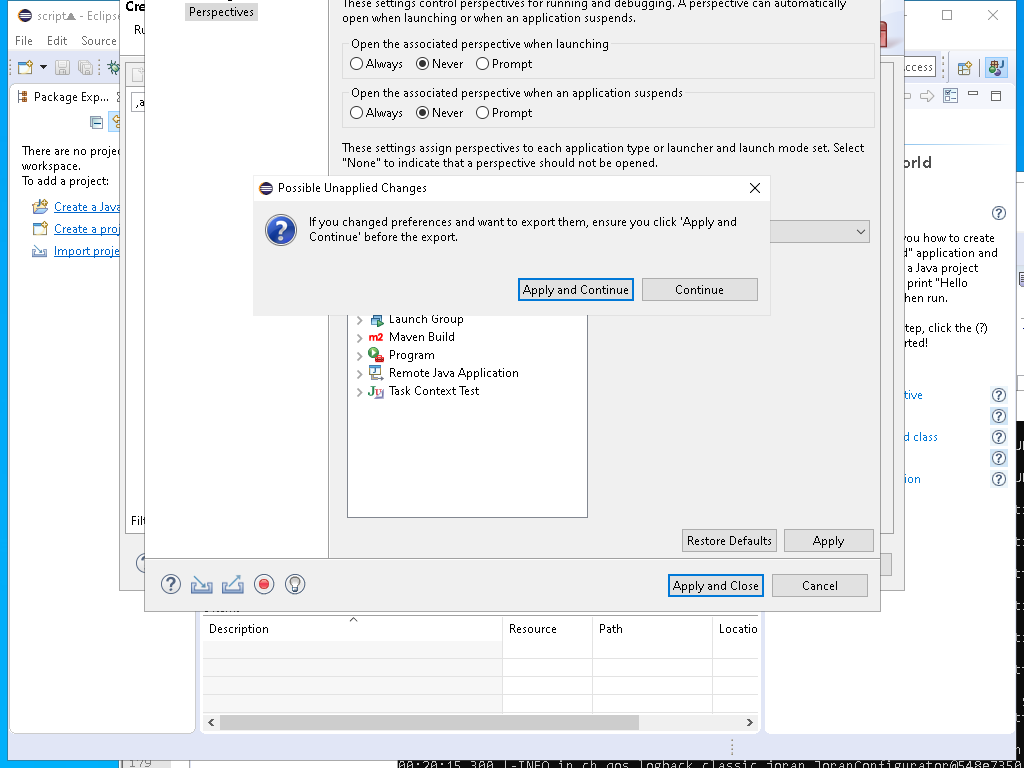 script - Eclips
File Edit Source
Package Exp...
There are no proje
workspace.
To add a project:
Create a Java
Create a proj
Import proje
Cre
Ru
,a
Filt
Perspectives
These settings control perspectives for running and debugging. A perspective can automatically
open when launching or when an application suspends.
Open the associated perspective when launching
Always Never Prompt
Open the associated perspective when an application suspends
Always Never Prompt
These settings assign perspectives to each application type or launcher and launch mode set. Select
"None" to indicate that a perspective should not be opened.
Possible Unapplied Changes
If you changed preferences and want to export them, ensure you click 'Apply and
Continue' before the export.
Apply and Continue Continue
Launch Group
Maven Build
Program
Remote Java Application
Task Context Test
Restore Defaults Apply
Apply and Close Cancel
ccess
orld
you how to create
d" application and
a Java project
print "Hello
hen run.
tep, click the (?)
rted!
tive
d class
ion
Description Resource Path Locatio
179
00:20:15,300 |-INFO in ch.qos.logback.classic.joran.JoranConfigurator@548e7350